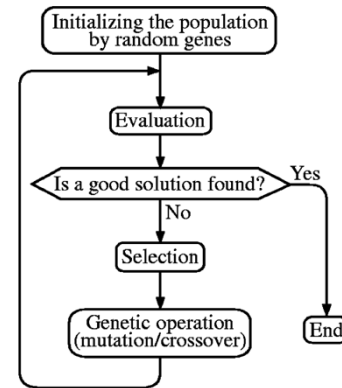 Initializing the population
by random genes
Evaluation
Is a good solution found?
Yes
No
Selection
Genetic operation
(mutation/crossover)
End